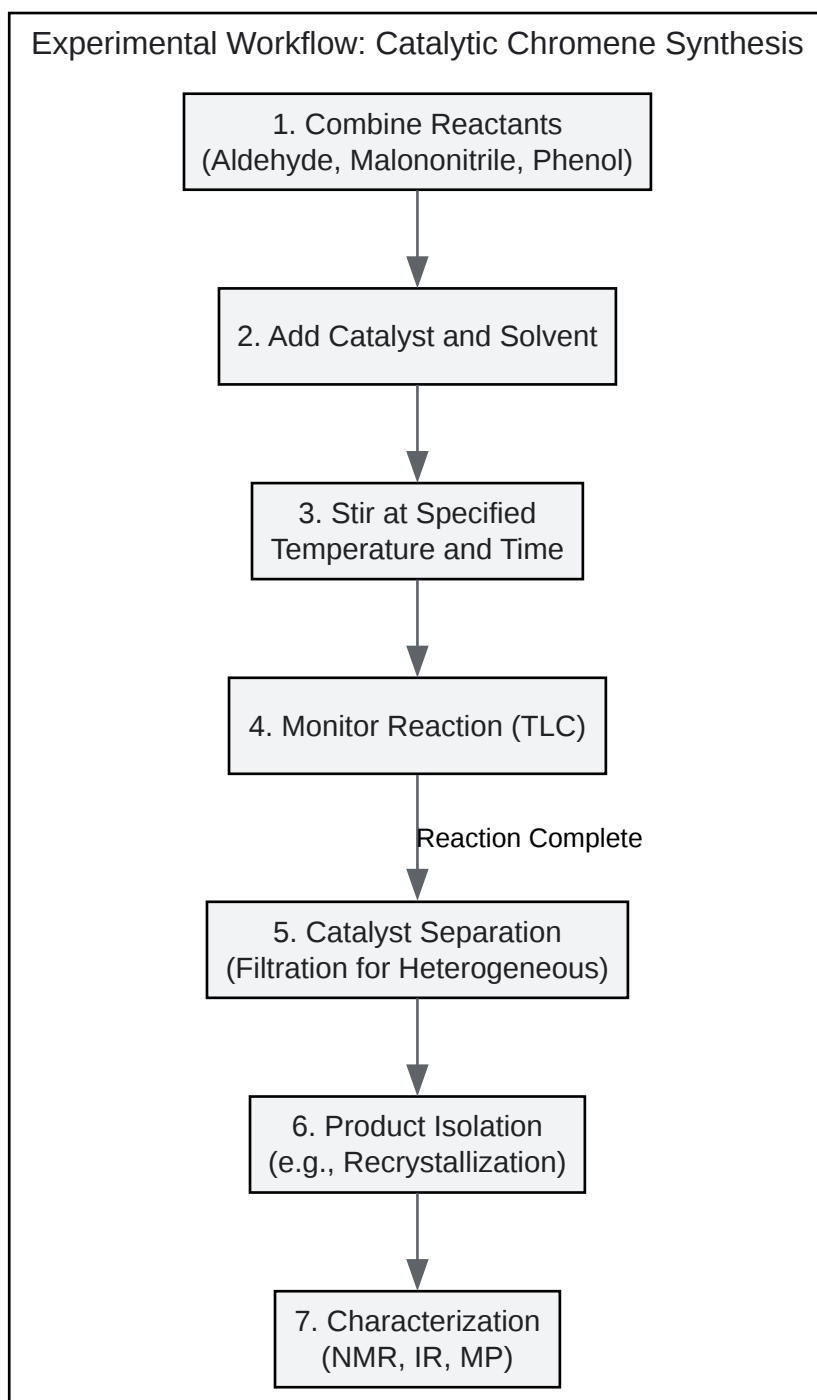 Experimental Workflow: Catalytic Chromene Synthesis
1. Combine Reactants
(Aldehyde, Malononitrile, Phenol)
2. Add Catalyst and Solvent
3. Stir at Specified
Temperature and Time
4. Monitor Reaction (TLC)
Reaction Complete
5. Catalyst Separation
(Filtration for Heterogeneous)
6. Product Isolation
(e.g., Recrystallization)
7. Characterization
(NMR, IR, MP)